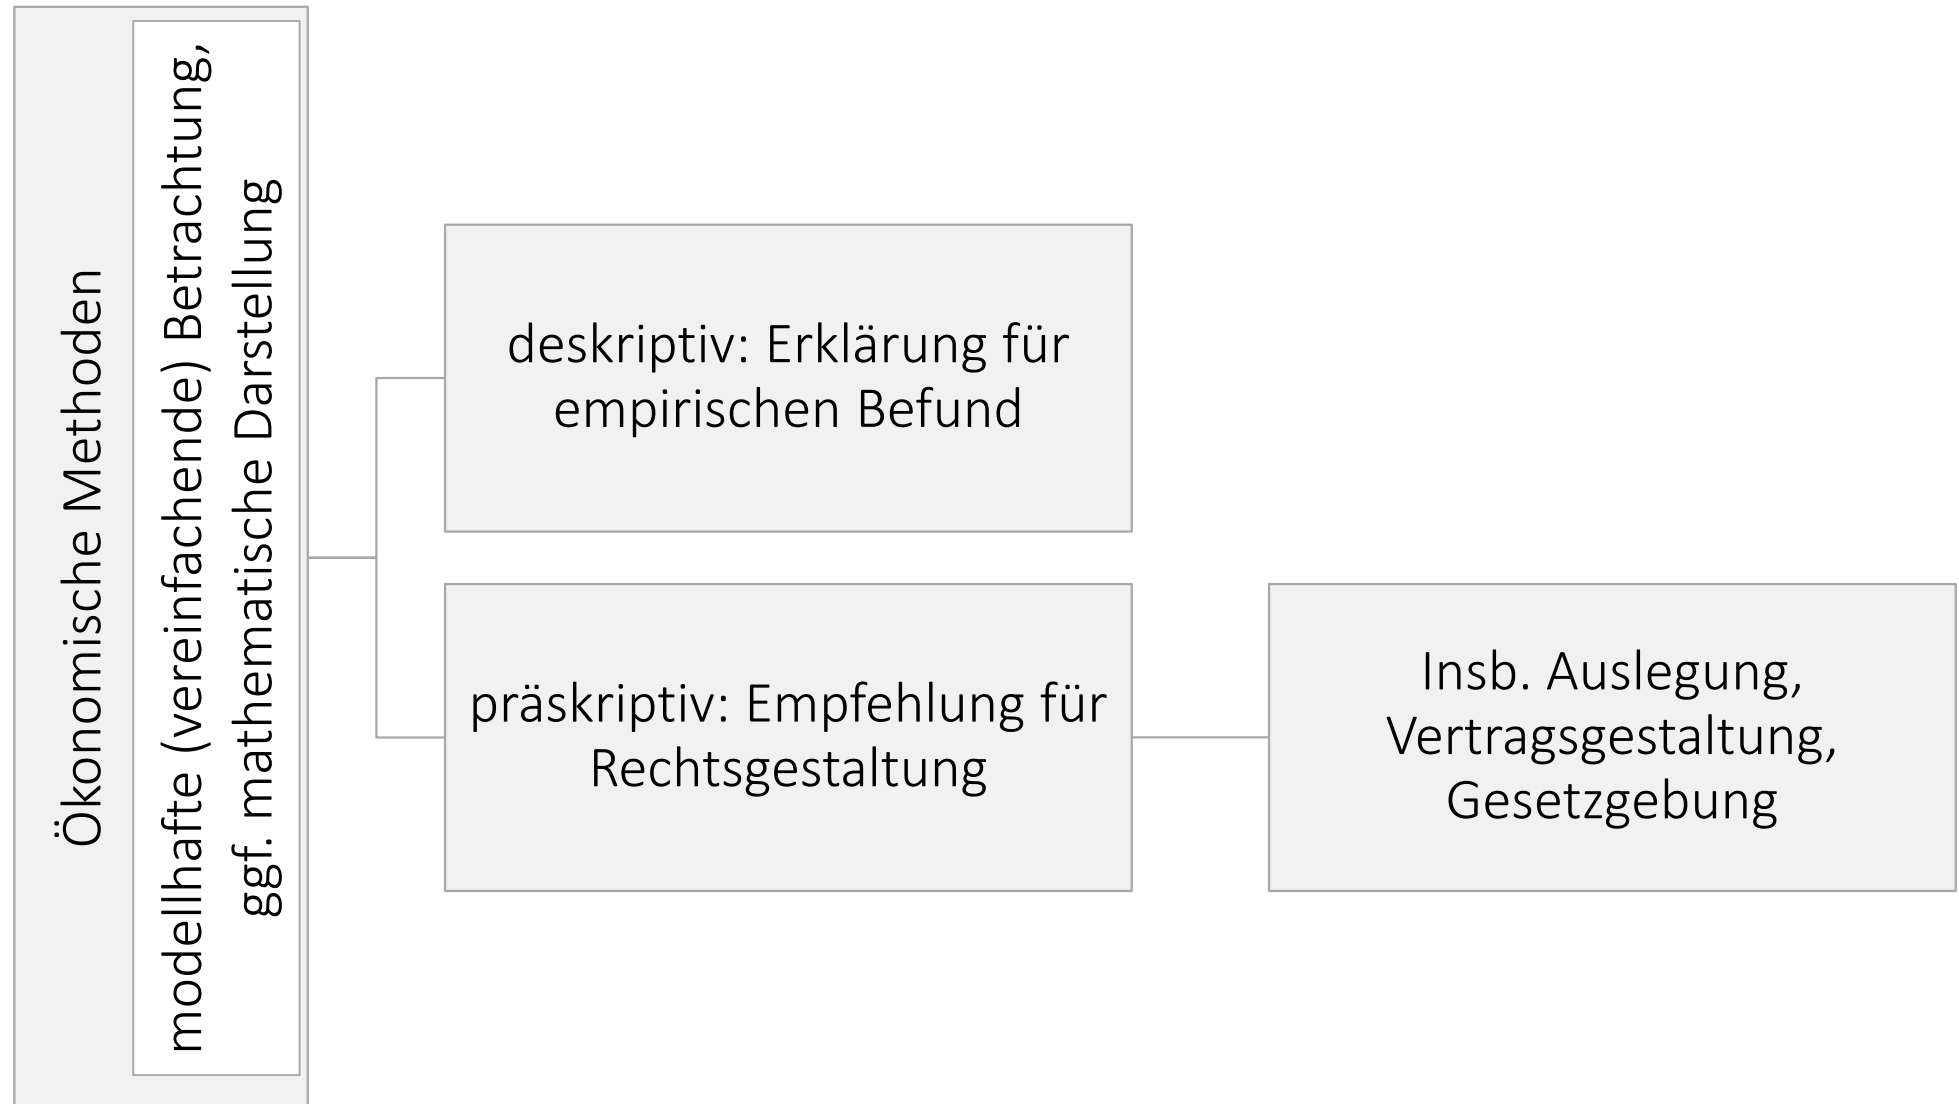 Ökonomische Methoden
modellhafte (vereinfachende) Betrachtung,
ggf. mathematische Darstellung
deskriptiv: Erklärung für
empirischen Befund
präskriptiv: Empfehlung für
Rechtsgestaltung
Insb. Auslegung,
Vertragsgestaltung,
Gesetzgebung